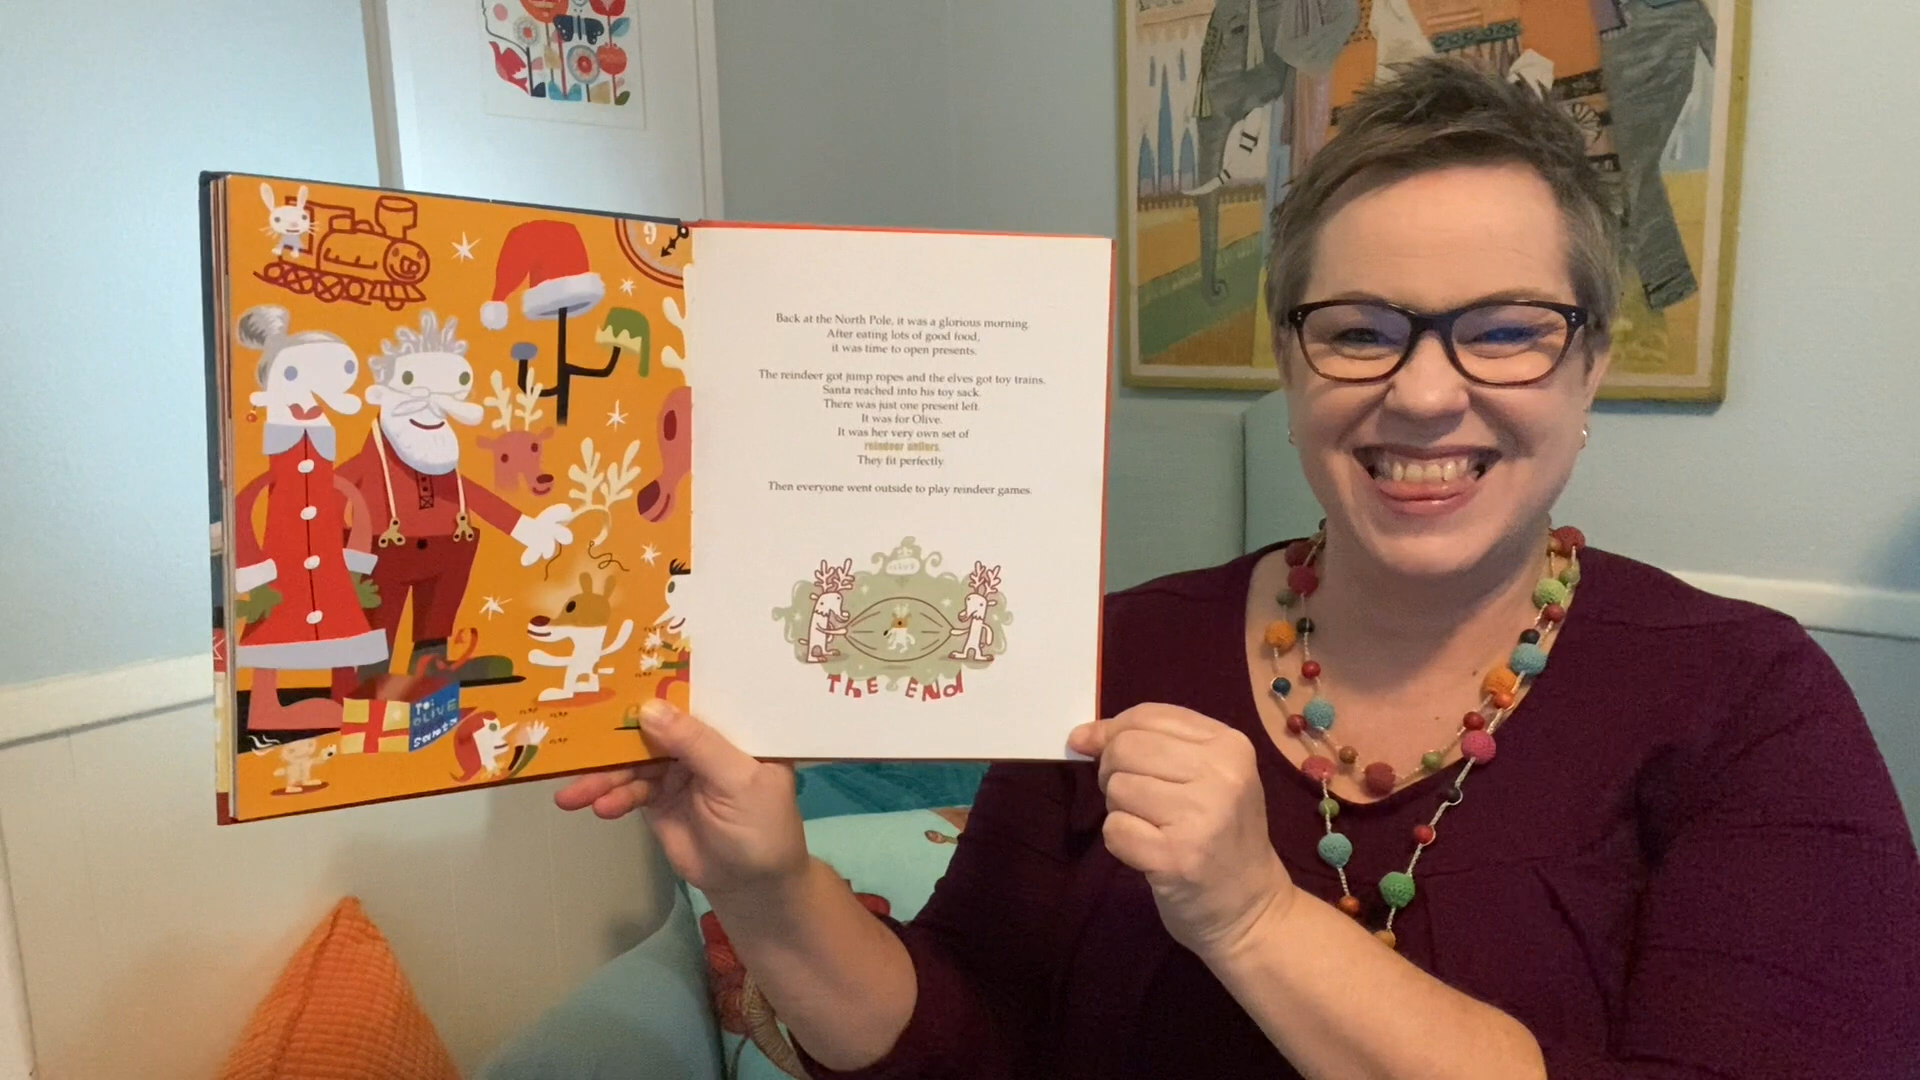 9
Back at the North Pole, it was a glorious morning.
After eating lots of good food,
it was time to open presents.
The reindeer got jump ropes and the elves got toy trains.
Santa reached into his toy sack.
There was just one present left.
It was for Olive.
It was her very own set of
reindeer antlers.
They fit perfectly.
Then everyone went outside to play reindeer games.
THE END
TO:
OLIVE
Santa